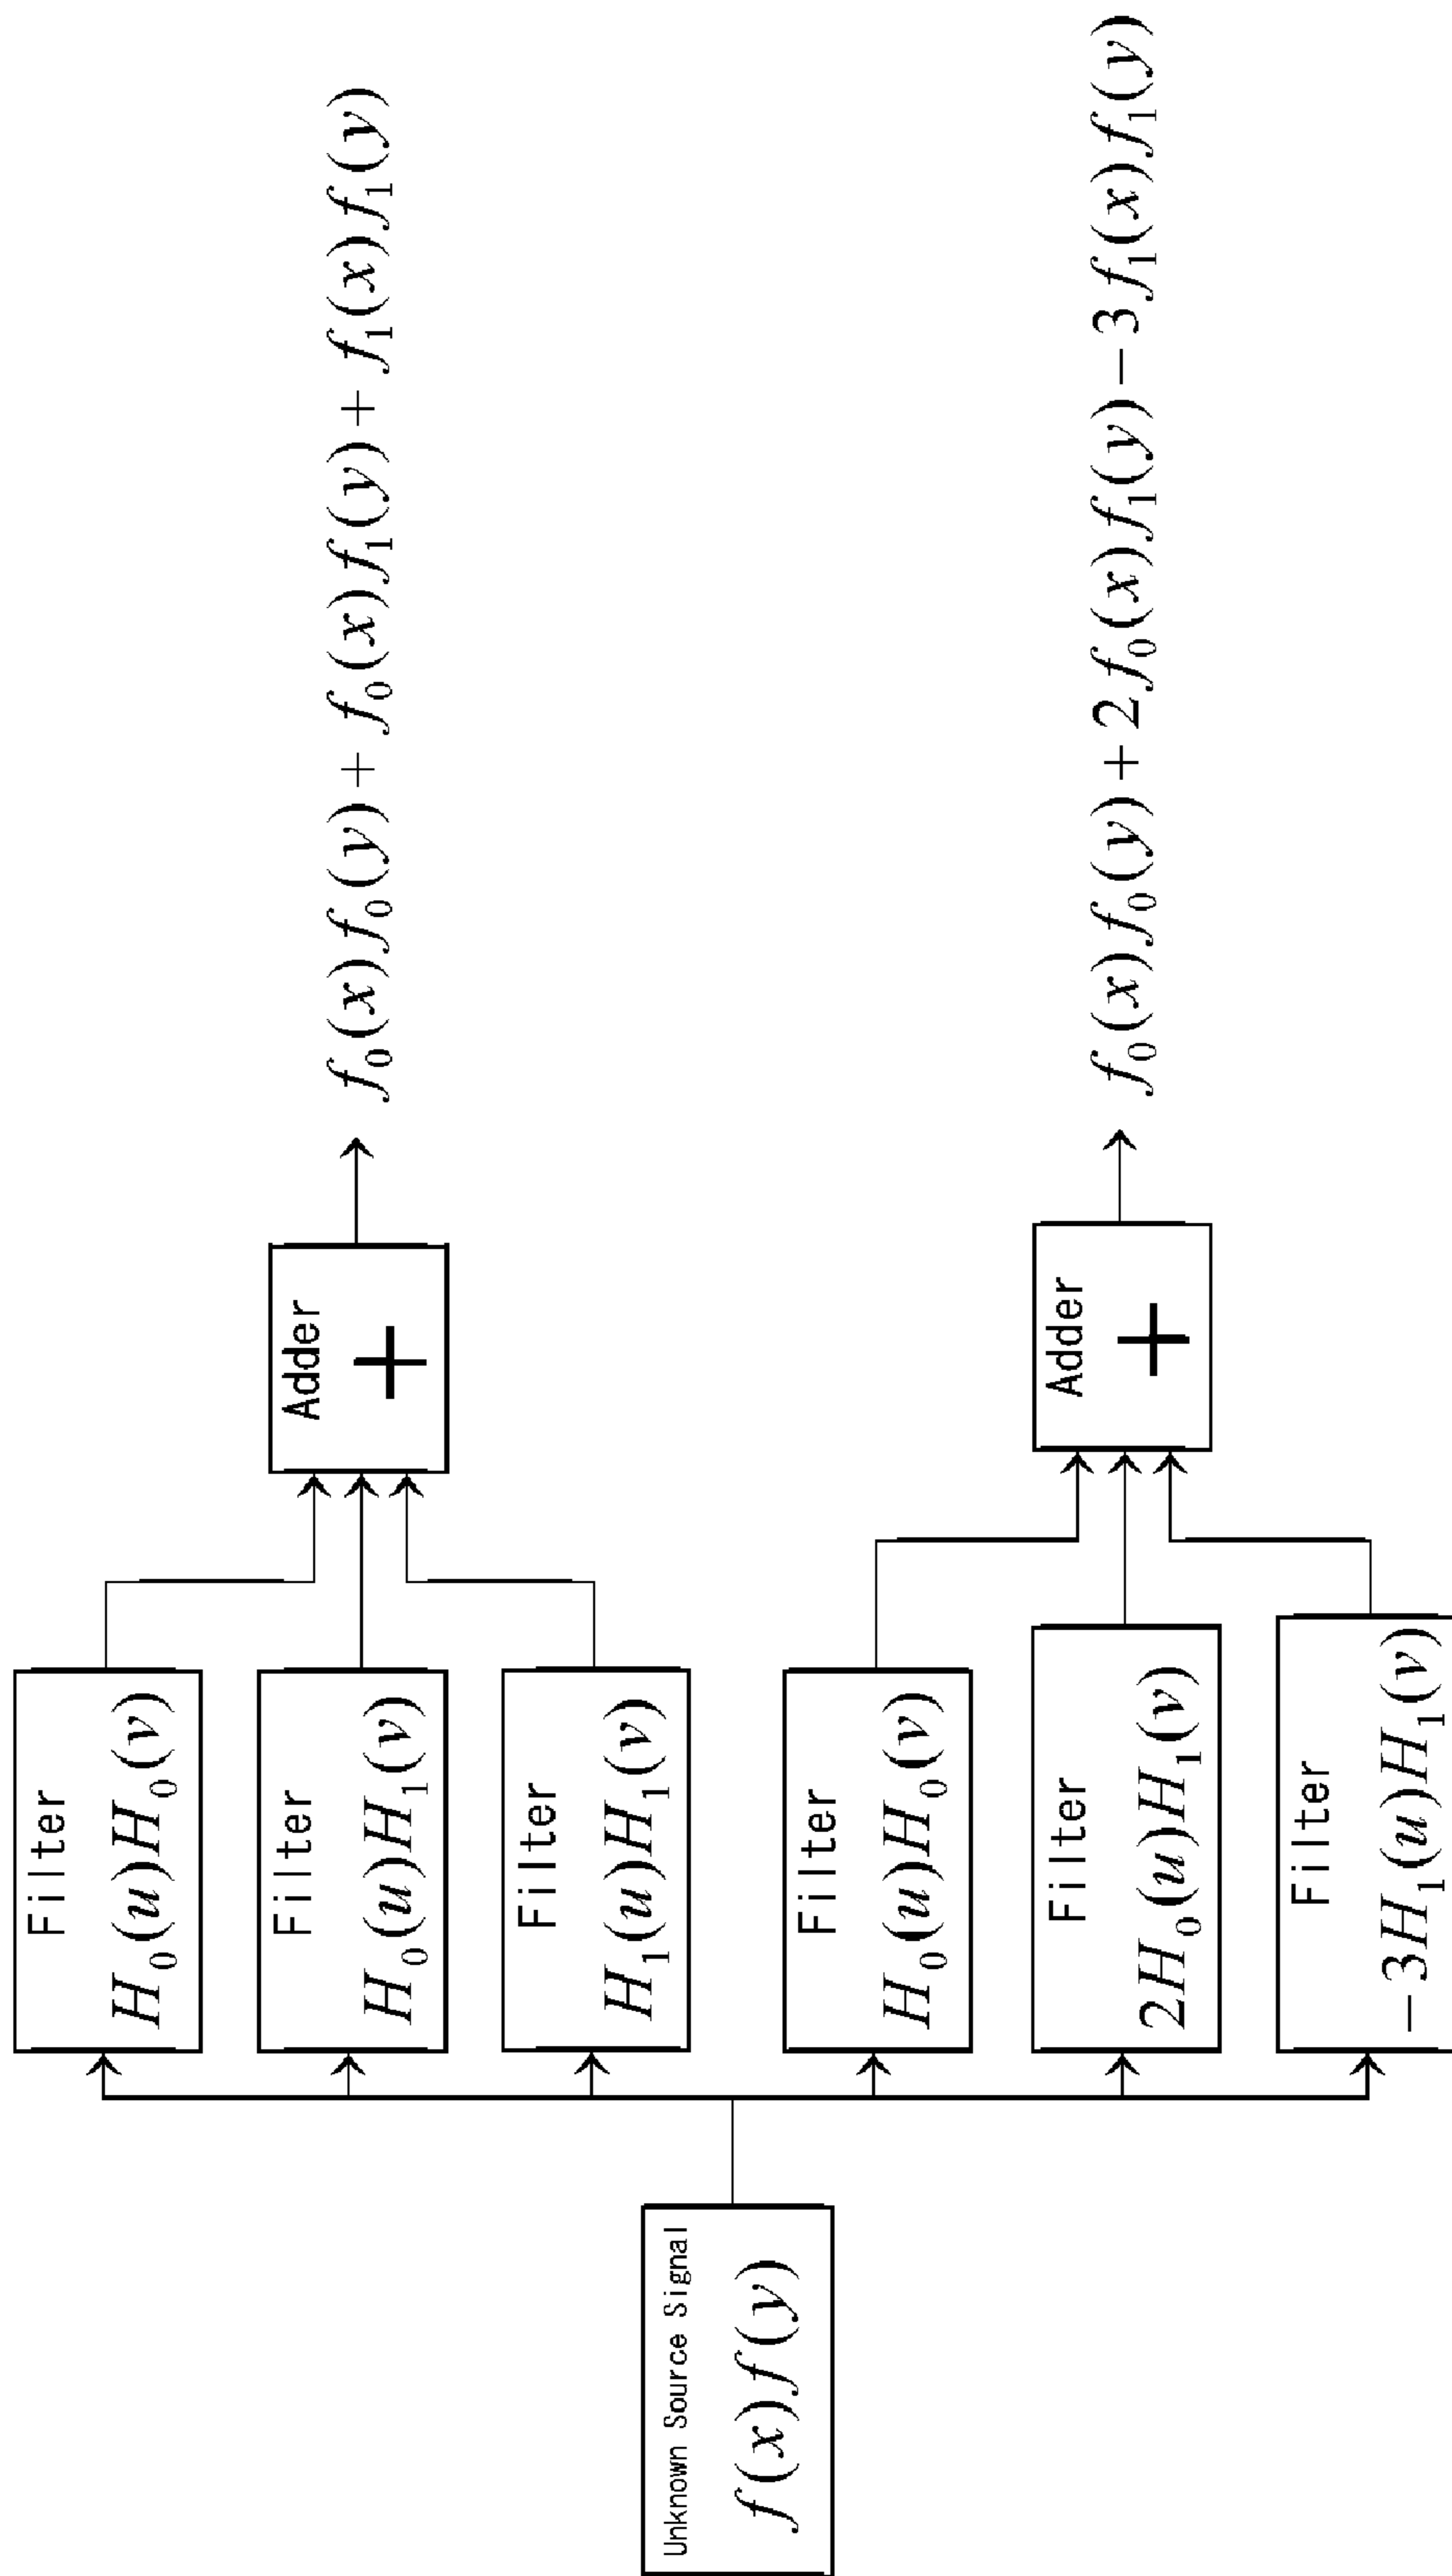 Unknown Source Signal
f(x)f(y)
Filter
H₀(u)H₀(v)
Filter
H₀(u)H₁(v)
Filter
H₁(u)H₁(v)
Adder
+
f₀(x)f₀(y)+f₀(x)f₁(y)+f₁(x)f₁(y)
Filter
H₀(u)H₀(v)
Filter
2H₀(u)H₁(v)
Filter
−3H₁(u)H₁(v)
Adder
+
f₀(x)f₀(y)+2f₀(x)f₁(y)−3f₁(x)f₁(y)